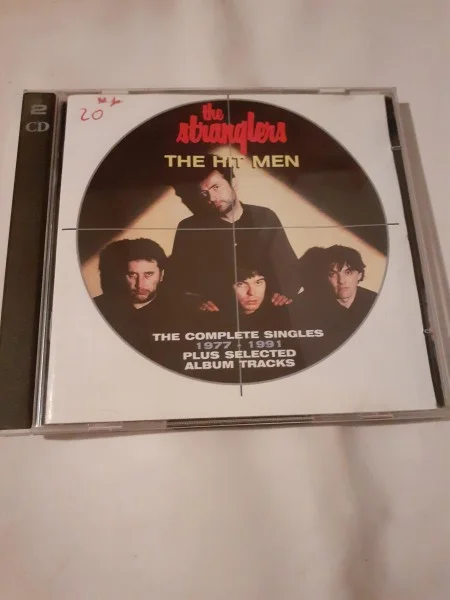 2
CD
20
the
stranglers
THE HIT MEN
THE COMPLETE SINGLES
1977 - 1991
PLUS SELECTED
ALBUM TRACKS